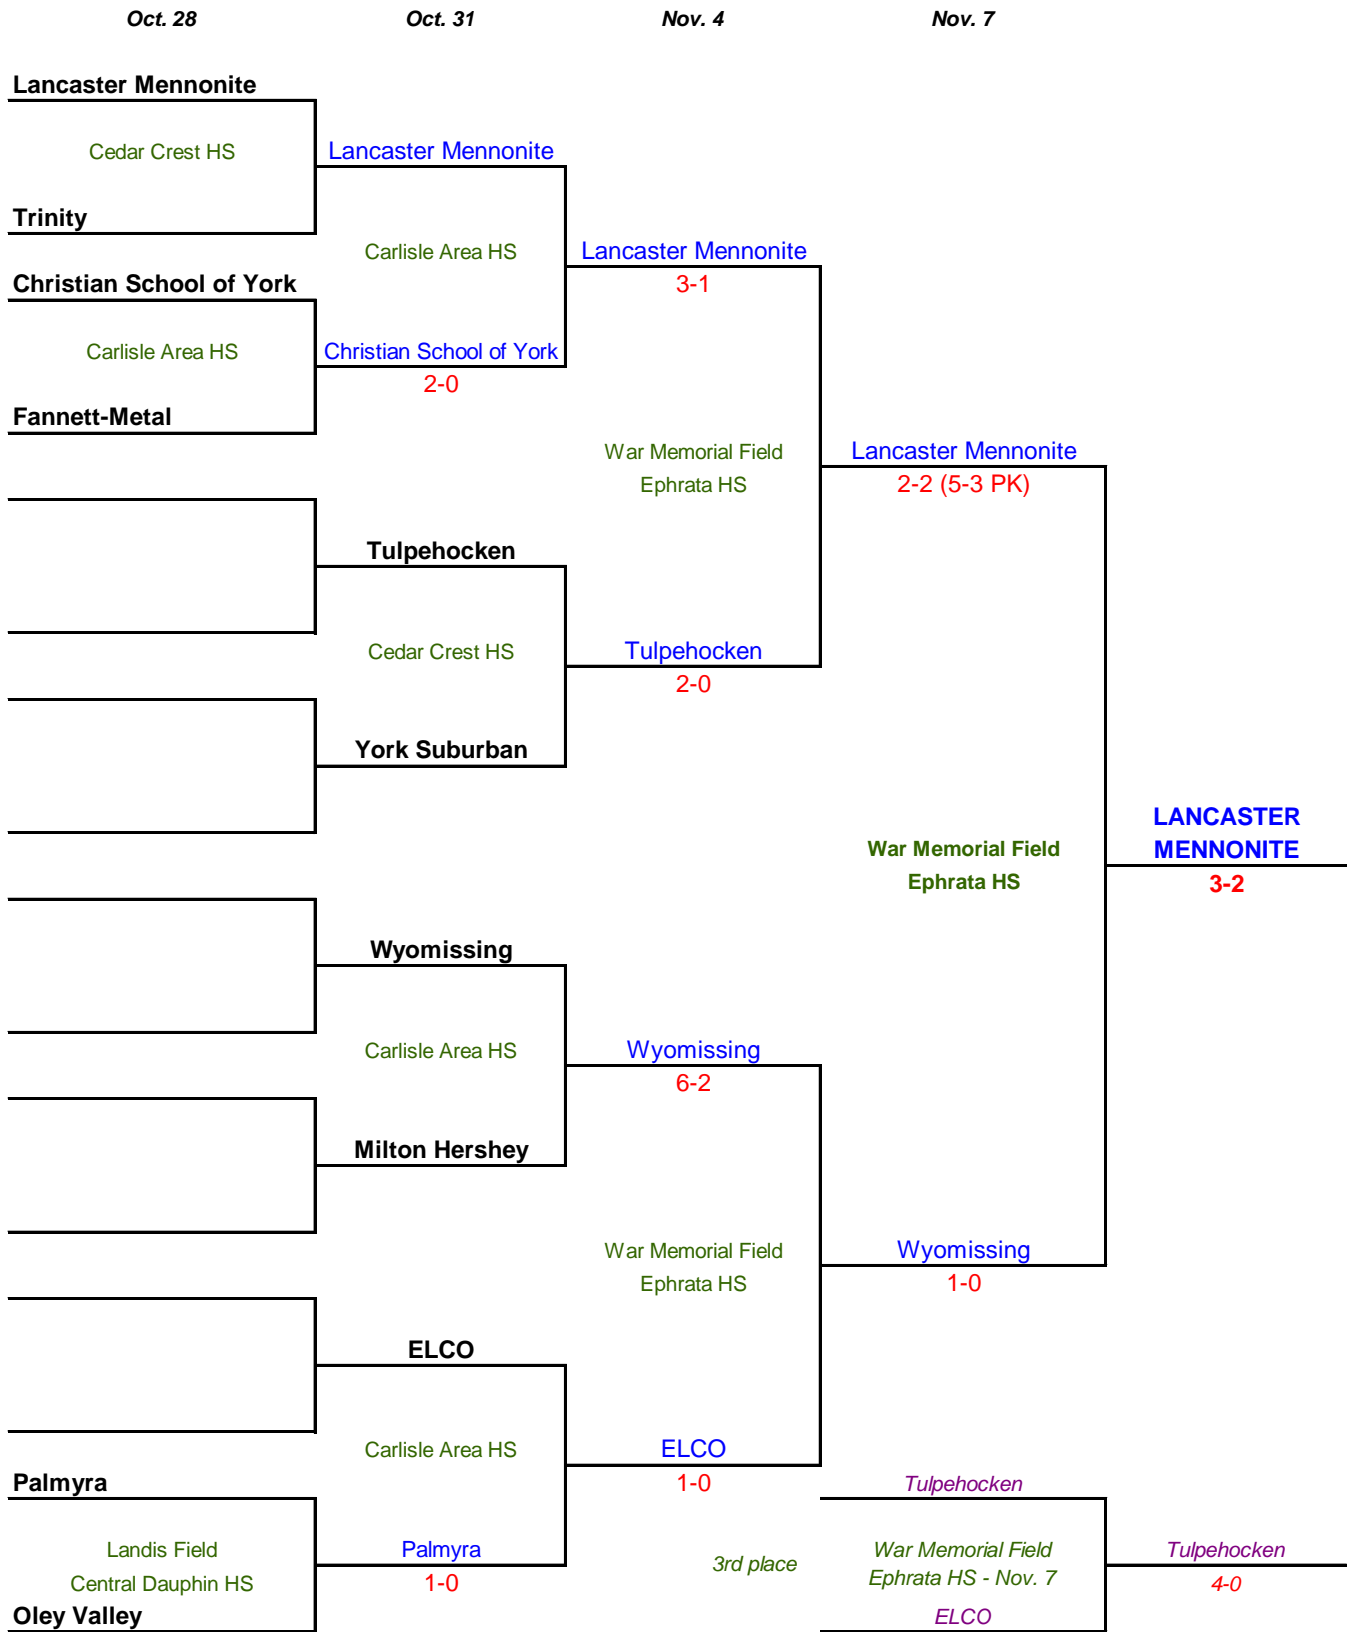 Oct. 28 Oct. 31 Nov. 4 Nov. 7
Lancaster Mennonite
Cedar Crest HS
Lancaster Mennonite
Trinity
Carlisle Area HS
Lancaster Mennonite
3-1
Christian School of York
Carlisle Area HS
Christian School of York
2-0
Fannett-Metal
War Memorial Field
Ephrata HS
Lancaster Mennonite
2-2 (5-3 PK)
Tulpehocken
Cedar Crest HS
Tulpehocken
2-0
York Suburban
War Memorial Field
Ephrata HS
LANCASTER
MENNONITE
3-2
Wyomissing
Carlisle Area HS
Wyomissing
6-2
Milton Hershey
War Memorial Field
Ephrata HS
Wyomissing
1-0
ELCO
Carlisle Area HS
ELCO
1-0
Palmyra
Landis Field
Central Dauphin HS
Palmyra
1-0
Oley Valley
Tulpehocken
3rd place
War Memorial Field
Ephrata HS - Nov. 7
ELCO
Tulpehocken
4-0